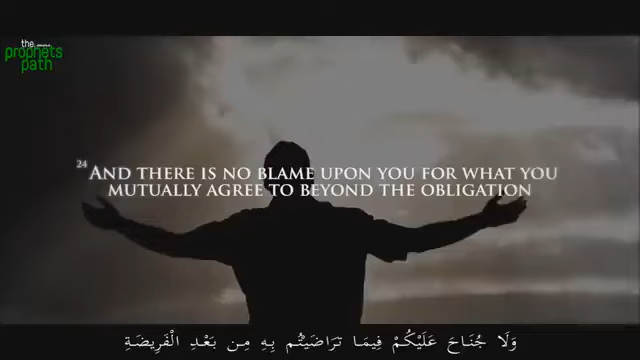 the
prophets
path
24 AND THERE IS NO BLAME UPON YOU FOR WHAT YOU
MUTUALLY AGREE TO BEYOND THE OBLIGATION
وَلَا جُنَاحَ عَلَيْكُمْ فِيمَا تَرَاضَيْتُم بِهِ مِن بَعْدِ الْفَرِيضَةِ